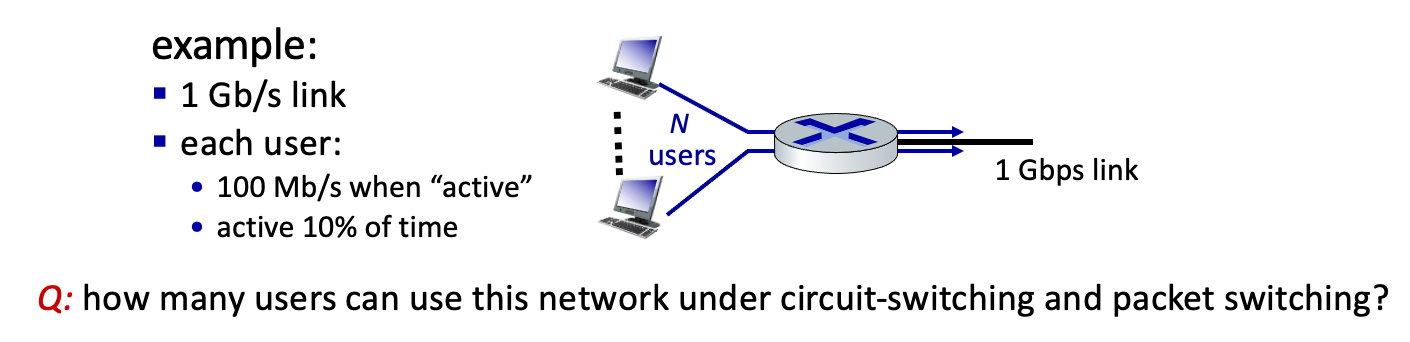 example:
▪ 1 Gb/s link
▪ each user:
• 100 Mb/s when “active”
• active 10% of time
N
users
1 Gbps link
Q: how many users can use this network under circuit-switching and packet switching?